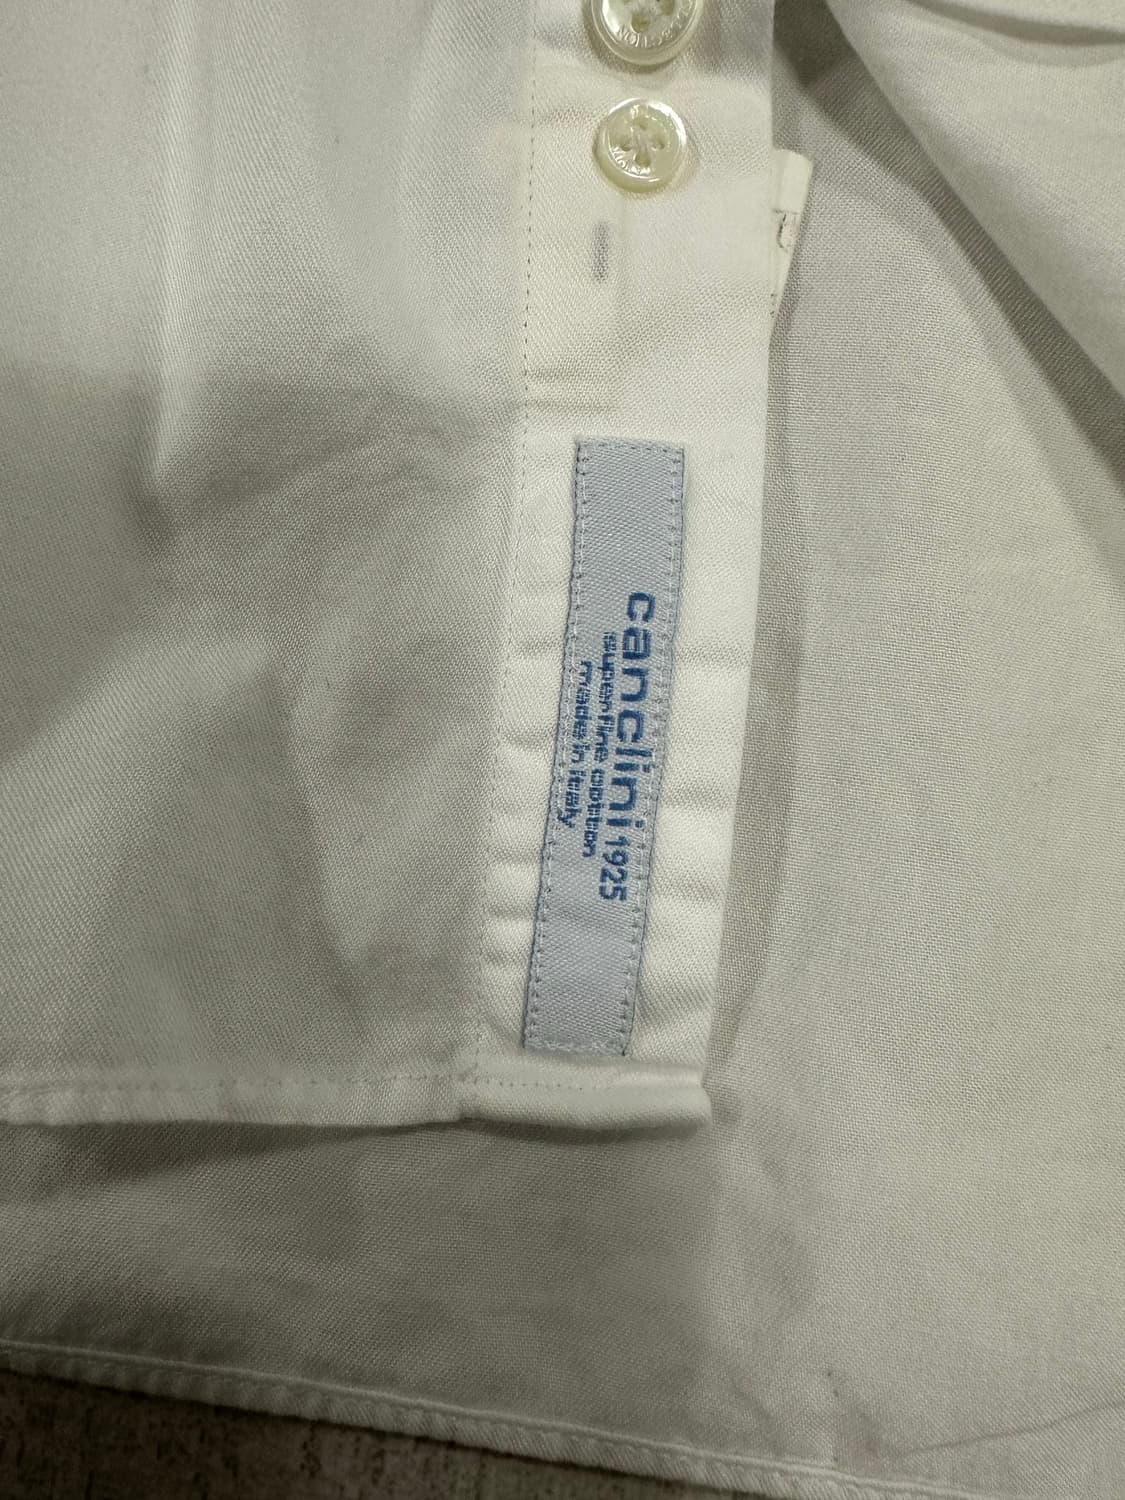 canclini 1925
superfine cotton
made in italy